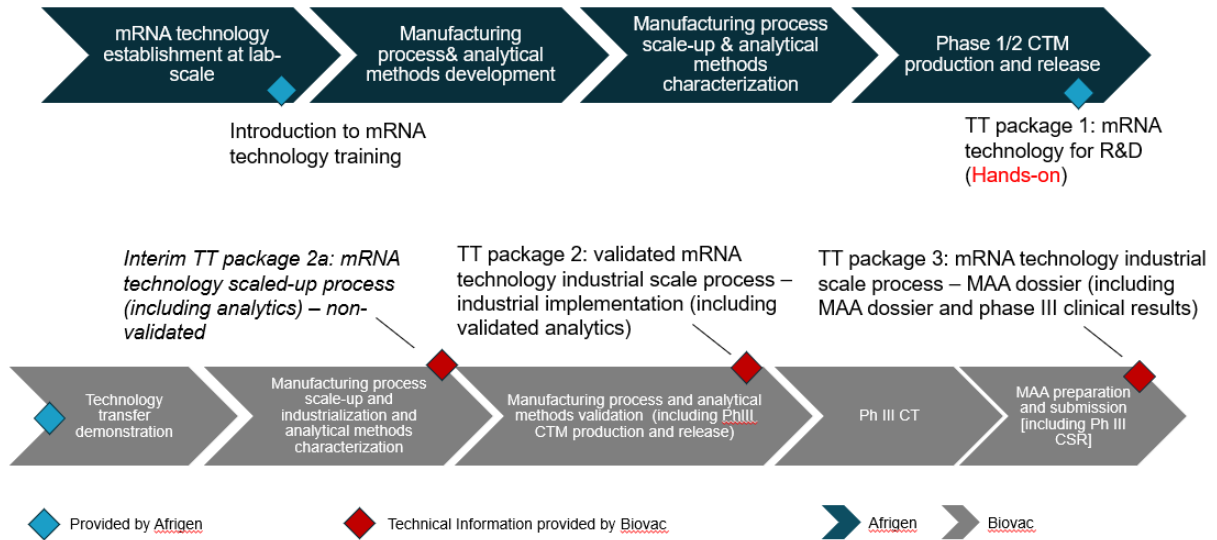 mRNA technology
establishment at lab-
scale
Manufacturing
process& analytical
methods development
Manufacturing process
scale-up & analytical
methods
characterization
Phase 1/2 CTM
production and release
Introduction to mRNA
technology training
TT package 1: mRNA
technology for R&D
(Hands-on)
Interim TT package 2a: mRNA
technology scaled-up process
(including analytics) – non-
validated
TT package 2: validated mRNA
technology industrial scale process –
industrial implementation (including
validated analytics)
TT package 3: mRNA technology industrial
scale process – MAA dossier (including
MAA dossier and phase III clinical results)
Technology
transfer
demonstration
Manufacturing process
scale-up and
industrialization and
analytical methods
characterization
Manufacturing process and analytical
methods validation (including PhIII
CTM production and release)
Ph III CT
MAA preparation
and submission
[including Ph III
CSR]
Provided by Afrigen
Technical Information provided by Biovac
Afrigen
Biovac